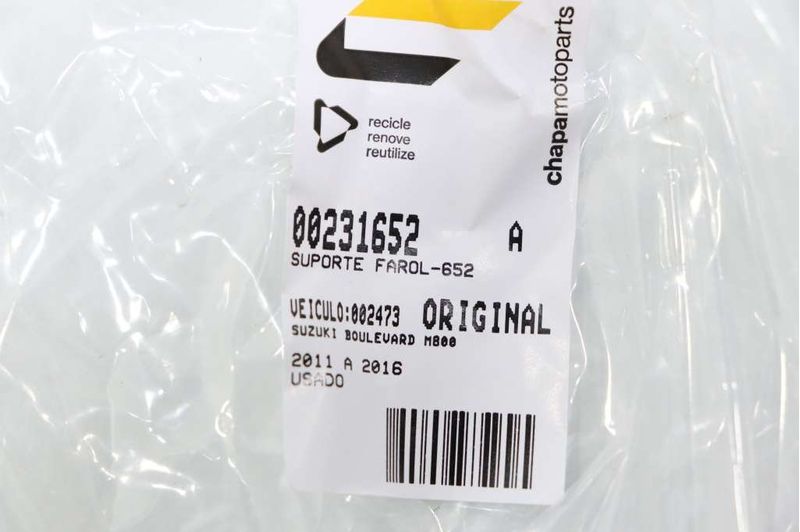 chapamotoparts
recicle
renove
reutilize
00231652 A
SUPORTE FAROL-652
VEICULO:002473 ORIGINAL
SUZUKI BOULEVARD M800
2011 A 2016
USADO